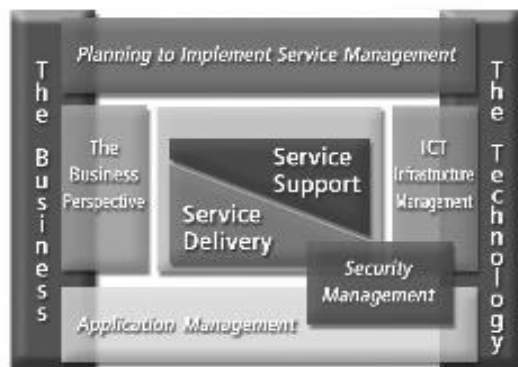 The Business
Planning to Implement Service Management
The Technology
The
Business
Perspective
Service
Support
Service
Delivery
ICT
Infrastructure
Management
Security
Management
Application Management